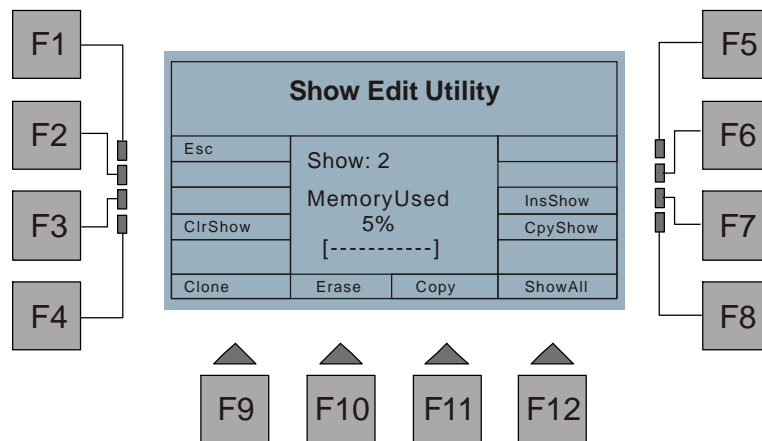 F1
F5
Show Edit Utility
F2
F6
Esc
Show: 2
MemoryUsed
InsShow
F3
ClrShow
5%
CpyShow
F7
[-----------]
Clone
Erase
Copy
ShowAll
F4
F8
F9
F10
F11
F12